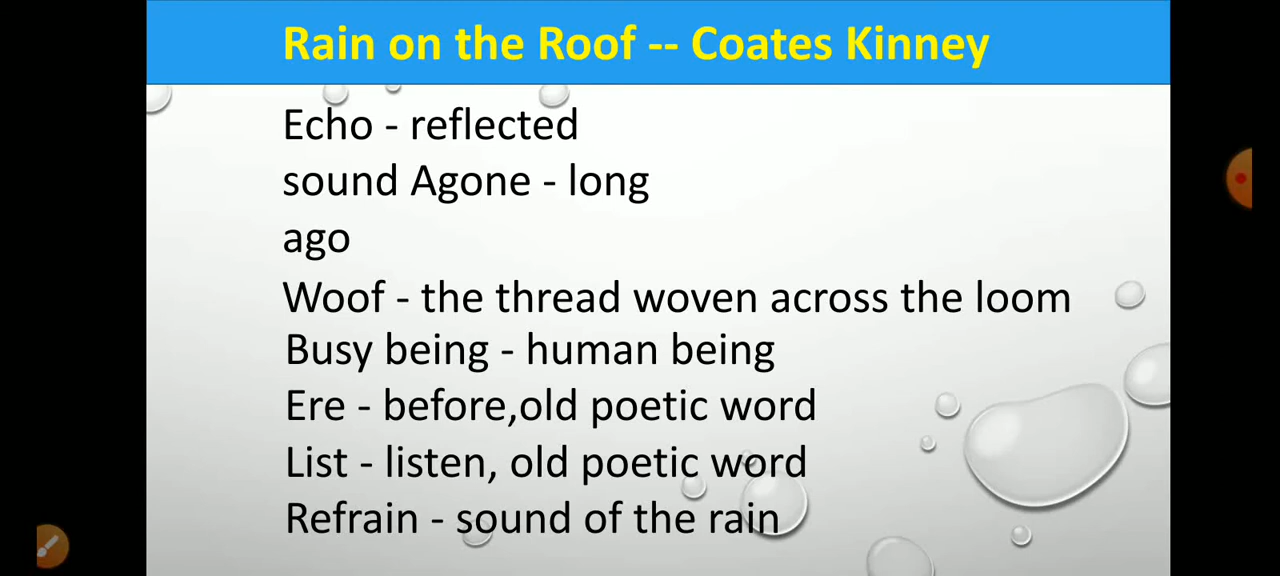 Rain on the Roof -- Coates Kinney
Echo - reflected
sound Agone - long
ago
Woof - the thread woven across the loom
Busy being - human being
Ere - before,old poetic word
List - listen, old poetic word
Refrain - sound of the rain